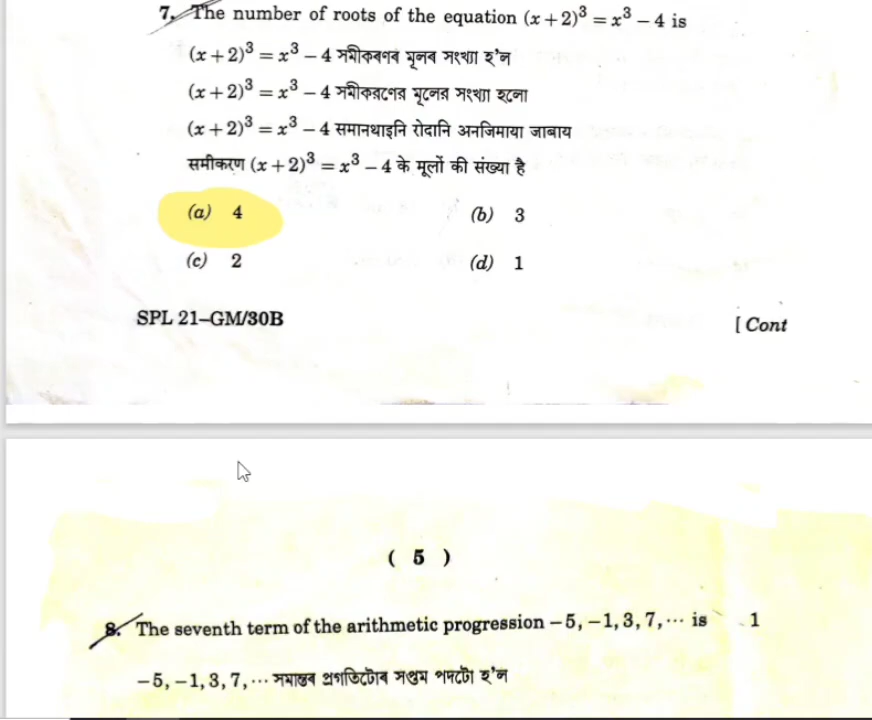 7. The number of roots of the equation (x+2)³ = x³ – 4 is
(x+2)³ = x³ – 4 সমীকৰণৰ মূলৰ সংখ্যা হ'ল
(x+2)³ = x³ – 4 সমীকরণের মূলের সংখ্যা হলো
(x+2)³ = x³ – 4 समानथाइनि रोदानि अनजिमाया जाबाय
समीकरण (x+2)³ = x³ – 4 के मूलों की संख्या है
(a) 4 (b) 3
(c) 2 (d) 1
SPL 21–GM/30B [ Cont
( 5 )
8. The seventh term of the arithmetic progression –5, –1, 3, 7, ⋯ is 1
–5, –1, 3, 7, ⋯ সমান্তৰ প্ৰগতিটোৰ সপ্তম পদটো হ'ল